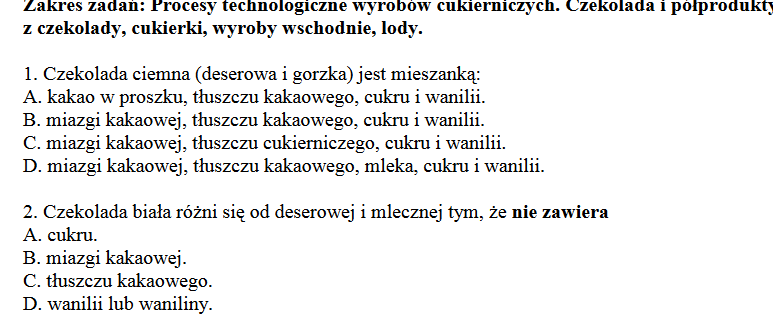 Zakres zadań: Procesy technologiczne wyrobów cukierniczych. Czekolada i półprodukty
z czekolady, cukierki, wyroby wschodnie, lody.
1. Czekolada ciemna (deserowa i gorzka) jest mieszanką:
A. kakao w proszku, tłuszczu kakaowego, cukru i wanilii.
B. miazgi kakaowej, tłuszczu kakaowego, cukru i wanilii.
C. miazgi kakaowej, tłuszczu cukierniczego, cukru i wanilii.
D. miazgi kakaowej, tłuszczu kakaowego, mleka, cukru i wanilii.
2. Czekolada biała różni się od deserowej i mlecznej tym, że nie zawiera
A. cukru.
B. miazgi kakaowej.
C. tłuszczu kakaowego.
D. wanilii lub waniliny.